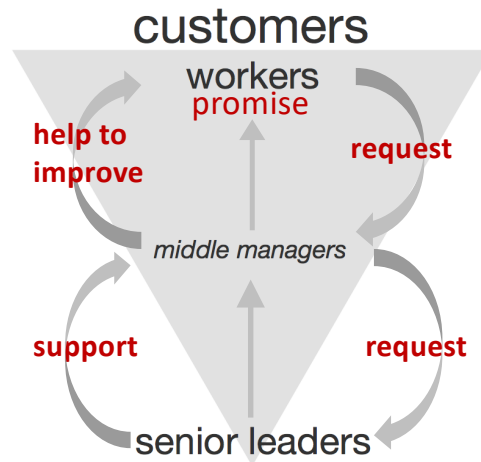 customers
workers
promise
help to
improve
request
middle managers
support
request
senior leaders